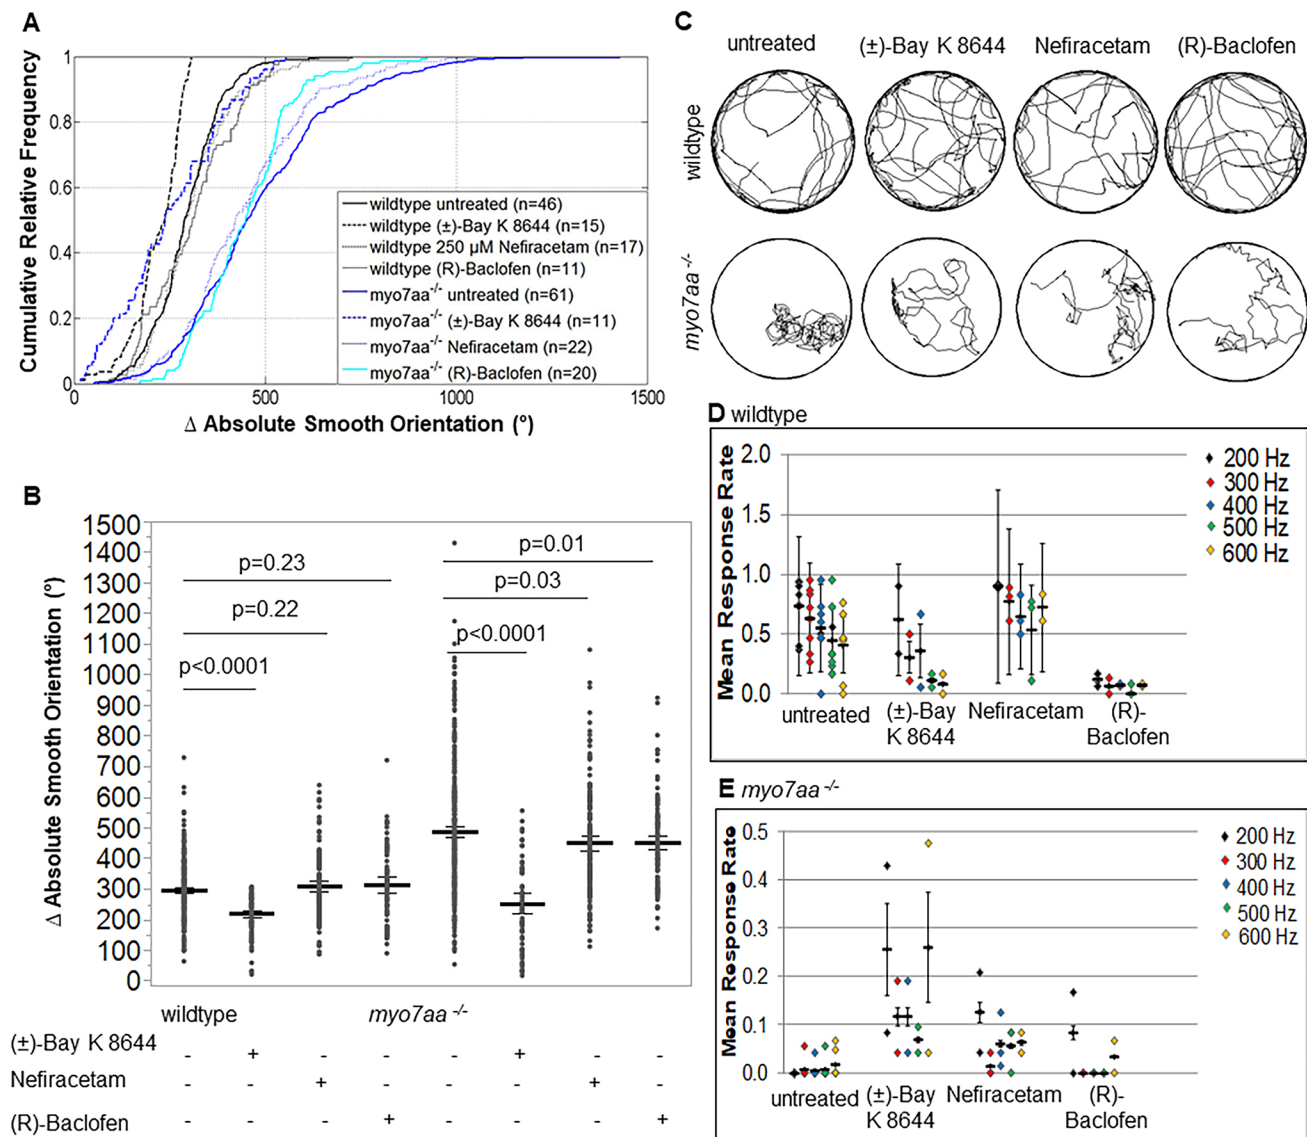 A
Cumulative Relative Frequency
1
0.8
0.6
0.4
0.2
0
0
500
1000
1500
Δ Absolute Smooth Orientation (°)
wildtype untreated (n=46)
wildtype (±)-Bay K 8644 (n=15)
wildtype 250 µM Nefiracetam (n=17)
wildtype (R)-Baclofen (n=11)
myo7aa-/- untreated (n=61)
myo7aa-/- (±)-Bay K 8644 (n=11)
myo7aa-/- Nefiracetam (n=22)
myo7aa-/- (R)-Baclofen (n=20)
B
Δ Absolute Smooth Orientation (°)
1500
1400
1300
1200
1100
1000
900
800
700
600
500
400
300
200
100
0
p=0.23
p=0.22
p<0.0001
p=0.01
p=0.03
p<0.0001
wildtype
myo7aa -/-
(±)-Bay K 8644 - + - - - + - -
Nefiracetam - - + - - - + -
(R)-Baclofen - - - + - - - +
C
untreated
(±)-Bay K 8644
Nefiracetam
(R)-Baclofen
wildtype
myo7aa -/-
D wildtype
Mean Response Rate
2.0
1.5
1.0
0.5
0.0
untreated
(±)-Bay
K 8644
Nefiracetam
(R)-
Baclofen
200 Hz
300 Hz
400 Hz
500 Hz
600 Hz
E myo7aa -/-
Mean Response Rate
0.5
0.4
0.3
0.2
0.1
0.0
untreated
(±)-Bay
K 8644
Nefiracetam
(R)-
Baclofen
200 Hz
300 Hz
400 Hz
500 Hz
600 Hz